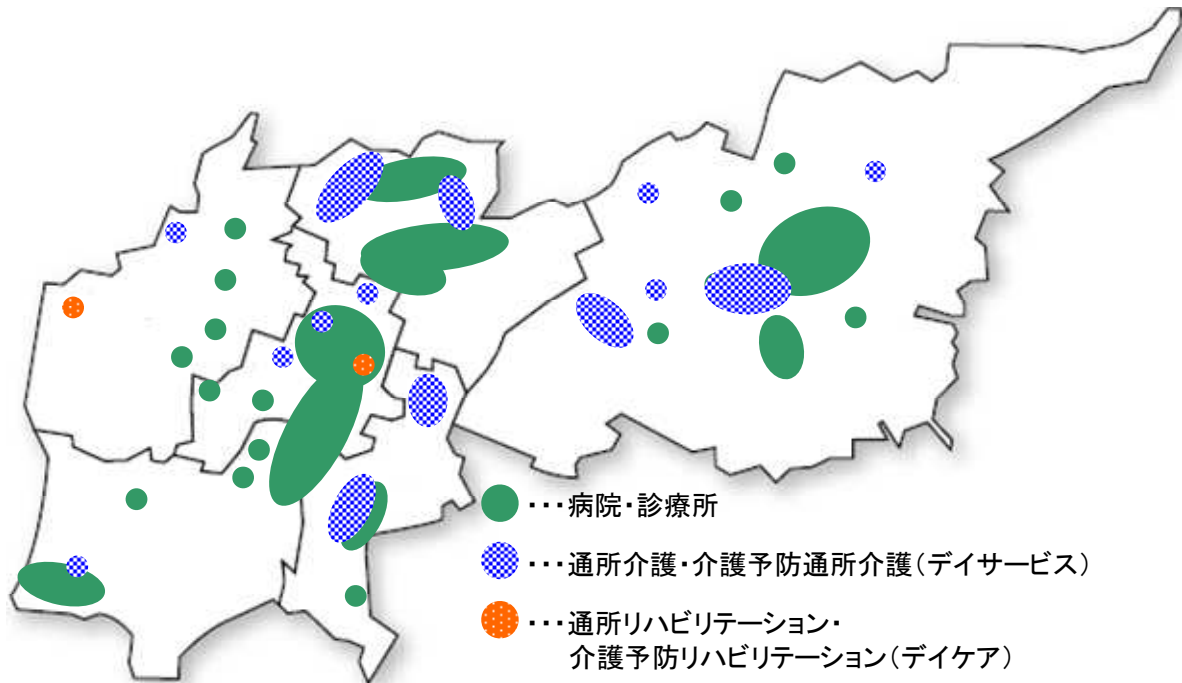 ･･･病院･診療所
･･･通所介護･介護予防通所介護(デイサービス)
･･･通所リハビリテーション･
介護予防リハビリテーション(デイケア)